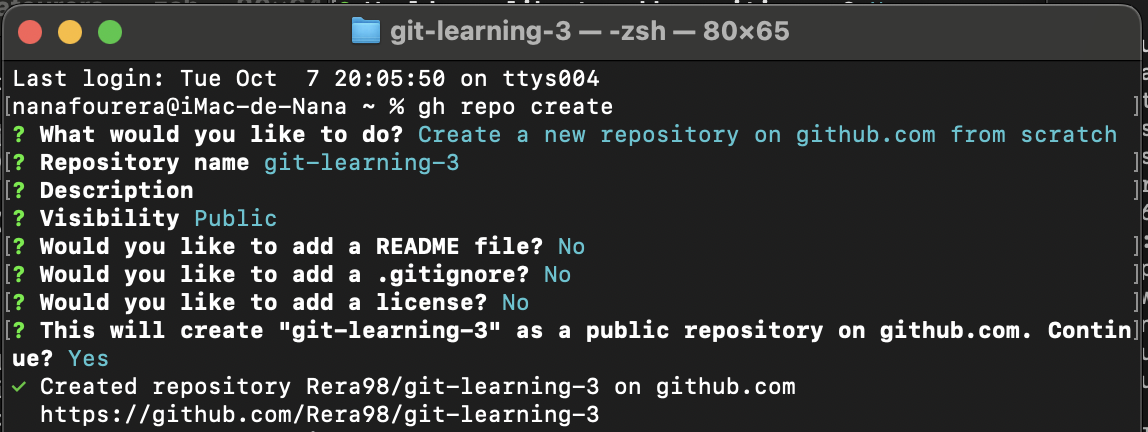 git-learning-3 — -zsh — 80×65
Last login: Tue Oct  7 20:05:50 on ttys004
[nanafourera@iMac-de-Nana ~ % gh repo create ]
? What would you like to do? Create a new repository on github.com from scratch
[? Repository name git-learning-3 ]
[? Description ]
? Visibility Public
[? Would you like to add a README file? No ]
[? Would you like to add a .gitignore? No ]
[? Would you like to add a license? No ]
[? This will create "git-learning-3" as a public repository on github.com. Contin]
ue? Yes
✓ Created repository Rera98/git-learning-3 on github.com
  https://github.com/Rera98/git-learning-3